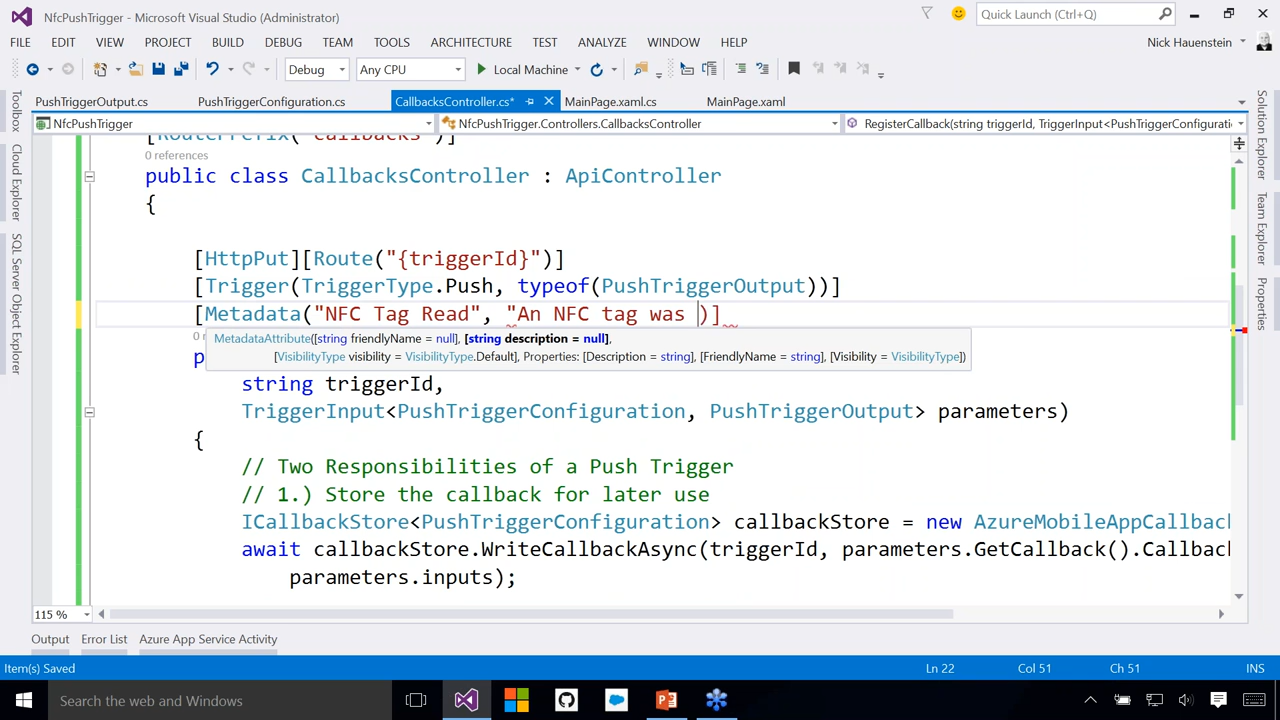 NfcPushTrigger - Microsoft Visual Studio (Administrator)
Quick Launch (Ctrl+Q)
FILE EDIT VIEW PROJECT BUILD DEBUG TEAM TOOLS ARCHITECTURE TEST ANALYZE WINDOW HELP
Nick Hauenstein
Debug Any CPU Local Machine
PushTriggerOutput.cs PushTriggerConfiguration.cs CallbacksController.cs* MainPage.xaml.cs MainPage.xaml
NfcPushTrigger NfcPushTrigger.Controllers.CallbacksController RegisterCallback(string triggerId, TriggerInput<PushTriggerConfigurati
Toolbox
Cloud Explorer
SQL Server Object Explorer
Solution Explorer
Team Explorer
Properties
[RoutePrefix("callbacks")]
0 references
public class CallbacksController : ApiController
{
[HttpPut][Route("{triggerId}")]
[Trigger(TriggerType.Push, typeof(PushTriggerOutput))]
[Metadata("NFC Tag Read", "An NFC tag was )]
MetadataAttribute([string friendlyName = null], [string description = null],
[VisibilityType visibility = VisibilityType.Default], Properties: [Description = string], [FriendlyName = string], [Visibility = VisibilityType])
string triggerId,
TriggerInput<PushTriggerConfiguration, PushTriggerOutput> parameters)
{
// Two Responsibilities of a Push Trigger
// 1.) Store the callback for later use
ICallbackStore<PushTriggerConfiguration> callbackStore = new AzureMobileAppCallback
await callbackStore.WriteCallbackAsync(triggerId, parameters.GetCallback().Callback
parameters.inputs);
115 %
Output Error List Azure App Service Activity
Item(s) Saved Ln 22 Col 51 Ch 51 INS
Search the web and Windows